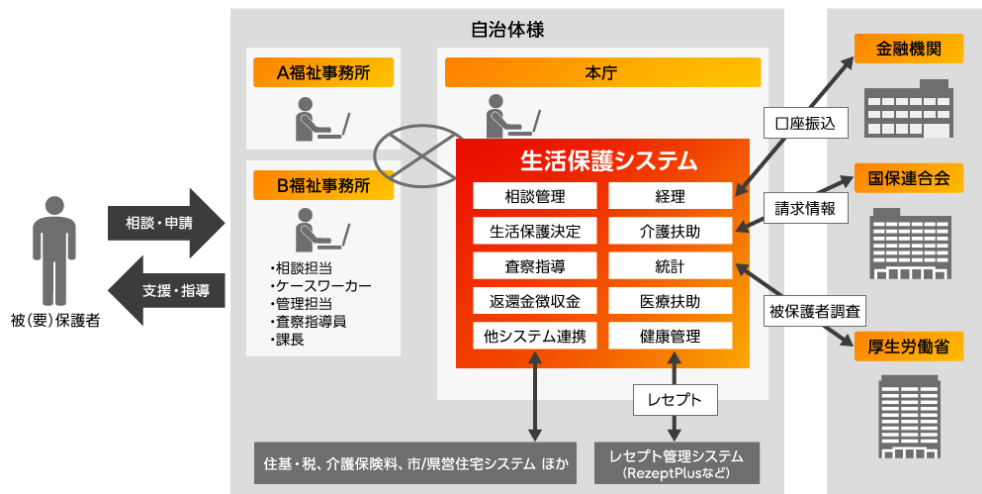 自治体様
A福祉事務所
本庁
B福祉事務所
・相談担当
・ケースワーカー
・管理担当
・査察指導員
・課長
相談・申請
支援・指導
被(要)保護者
生活保護システム
相談管理
経理
生活保護決定
介護扶助
査察指導
統計
返還金徴収金
医療扶助
他システム連携
健康管理
レセプト
住基・税、介護保険料、市/県営住宅システム ほか
レセプト管理システム
(RezeptPlusなど)
口座振込
請求情報
被保護者調査
金融機関
国保連合会
厚生労働省